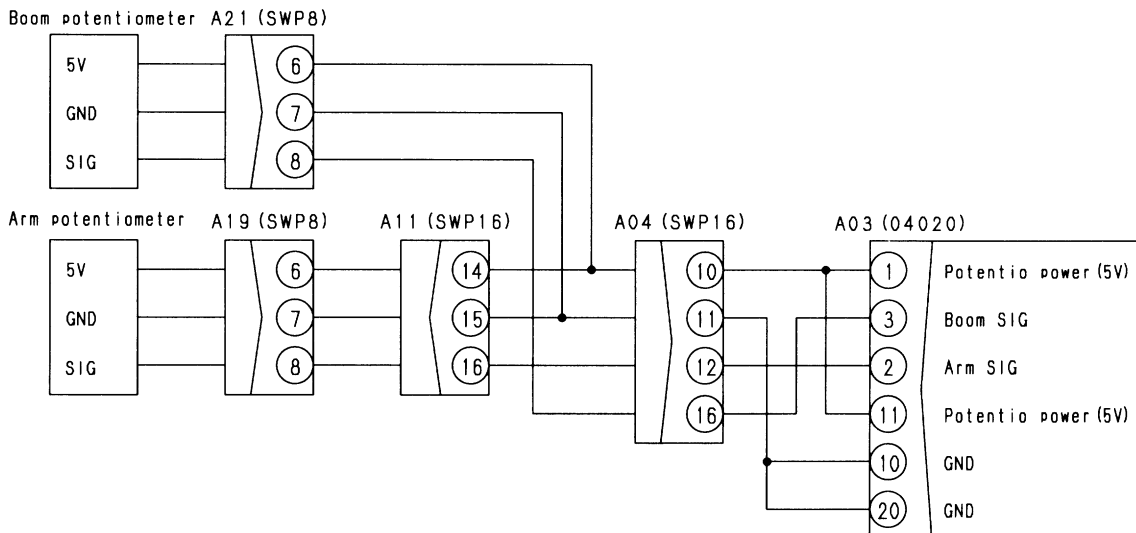 Boom potentiometer A21 (SWP8)
5V 6
GND 7
SIG 8
Arm potentiometer A19 (SWP8) A11 (SWP16) A04 (SWP16) A03 (04020)
5V 6 14 10 1 Potentio power (5V)
GND 7 15 11 3 Boom SIG
SIG 8 16 12 2 Arm SIG
16 11 Potentio power (5V)
10 GND
20 GND